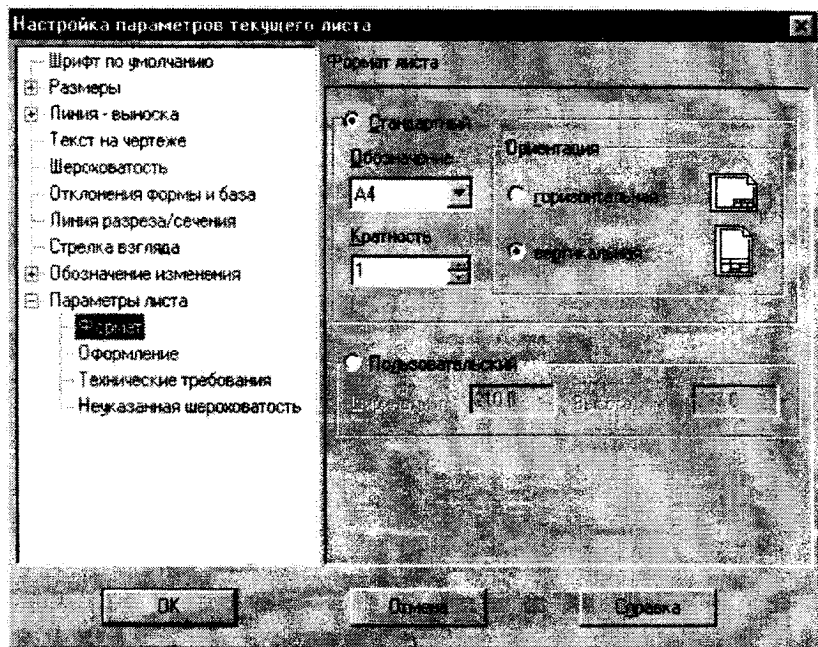 Настройка параметров текущего листа
Шрифт по умолчанию
Размеры
Линия - выноска
Текст на чертеже
Шероховатость
Отклонения формы и база
Линия разреза/сечения
Стрелка взгляда
Обозначение изменения
Параметры листа
Формат
Оформление
Технические требования
Неуказанная шероховатость
Формат листа
Стандартный
Обозначение
A4
Кратность
1
Ориентация
горизонтальная
вертикальная
Пользовательский
OK
Отмена
Справка